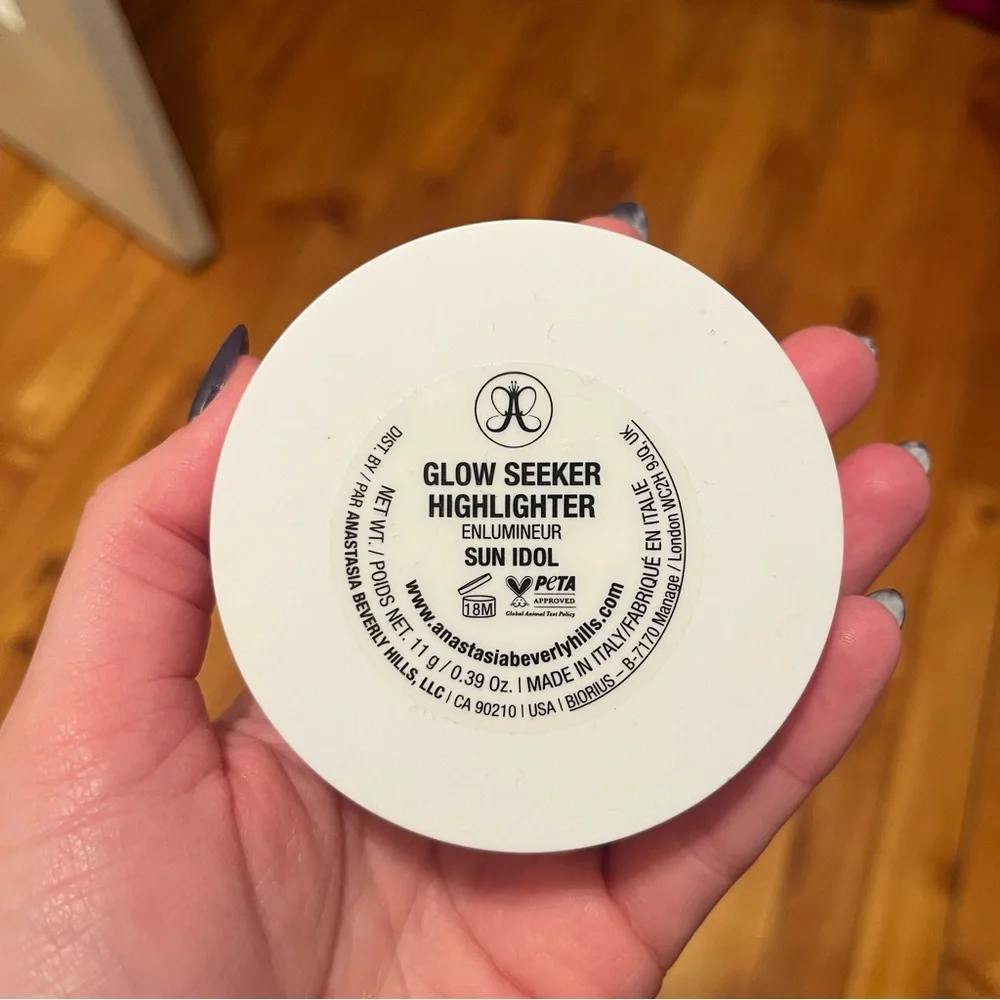 GLOW SEEKER
HIGHLIGHTER
ENLUMINEUR
SUN IDOL
18M
PETA
APPROVED
Global Animal Test Policy
www.anastasiabeverlyhills.com
NET WT. / POIDS NET. 11 g / 0.39 Oz. | MADE IN ITALY/FABRIQUÉ EN ITALIE
DIST. BY / PAR ANASTASIA BEVERLY HILLS, LLC | CA 90210 | USA | BIORIUS – B-7170 Manage / London WC2H 9JQ, UK